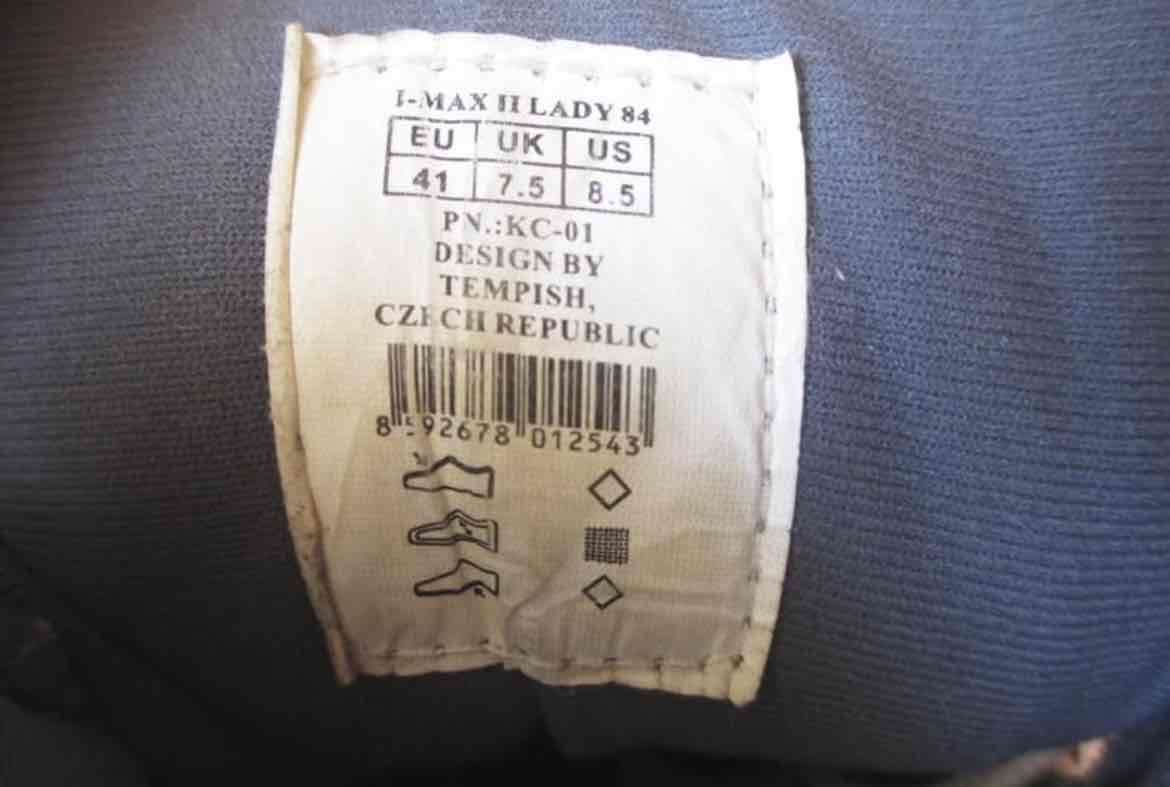 I-MAX II LADY 84
EU UK US
41 7.5 8.5
PN.:KC-01
DESIGN BY
TEMPISH,
CZECH REPUBLIC
8 592678 012543